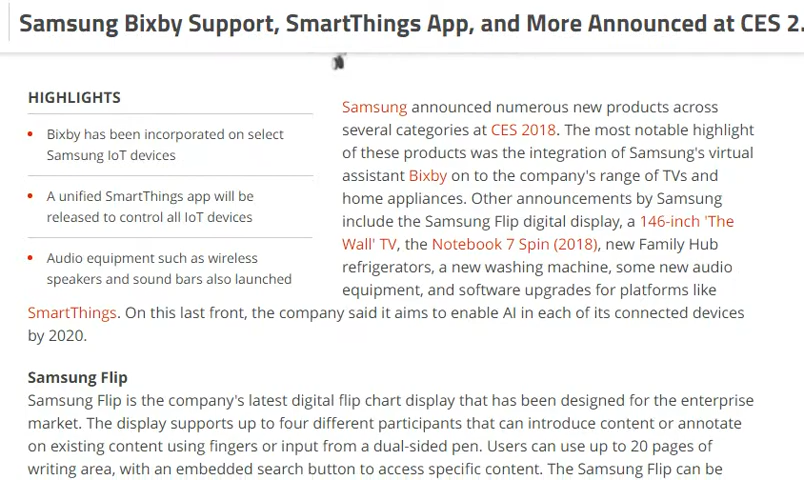 Samsung Bixby Support, SmartThings App, and More Announced at CES 2.
HIGHLIGHTS
Bixby has been incorporated on select
Samsung IoT devices
A unified SmartThings app will be
released to control all IoT devices
Audio equipment such as wireless
speakers and sound bars also launched
Samsung announced numerous new products across
several categories at CES 2018. The most notable highlight
of these products was the integration of Samsung's virtual
assistant Bixby on to the company's range of TVs and
home appliances. Other announcements by Samsung
include the Samsung Flip digital display, a 146-inch 'The
Wall' TV, the Notebook 7 Spin (2018), new Family Hub
refrigerators, a new washing machine, some new audio
equipment, and software upgrades for platforms like
SmartThings. On this last front, the company said it aims to enable AI in each of its connected devices
by 2020.
Samsung Flip
Samsung Flip is the company's latest digital flip chart display that has been designed for the enterprise
market. The display supports up to four different participants that can introduce content or annotate
on existing content using fingers or input from a dual-sided pen. Users can use up to 20 pages of
writing area, with an embedded search button to access specific content. The Samsung Flip can be